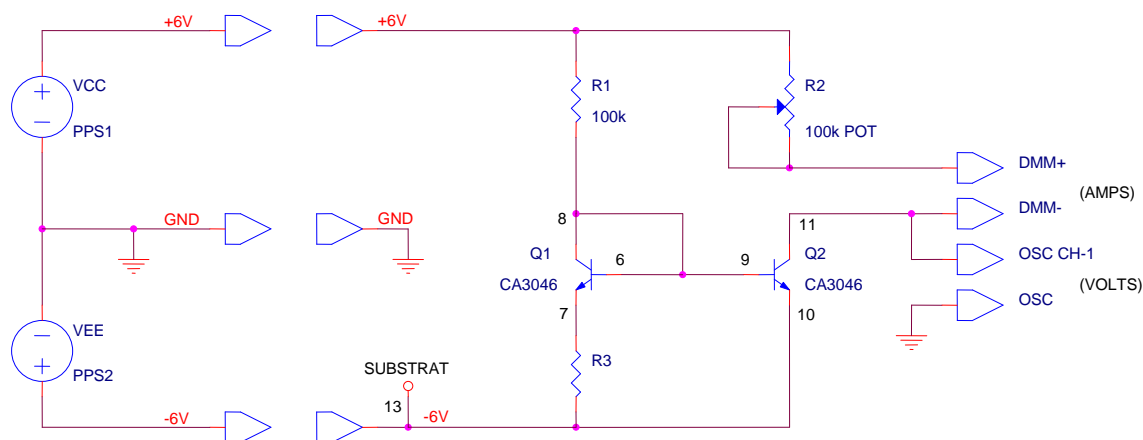 +6V
+6V
VCC
PPS1
R1
100k
R2
100k POT
DMM+
(AMPS)
DMM-
GND
GND
8
11
OSC CH-1
(VOLTS)
Q1
6
9
Q2
CA3046
CA3046
7
10
OSC
VEE
PPS2
SUBSTRAT
R3
13
-6V
-6V